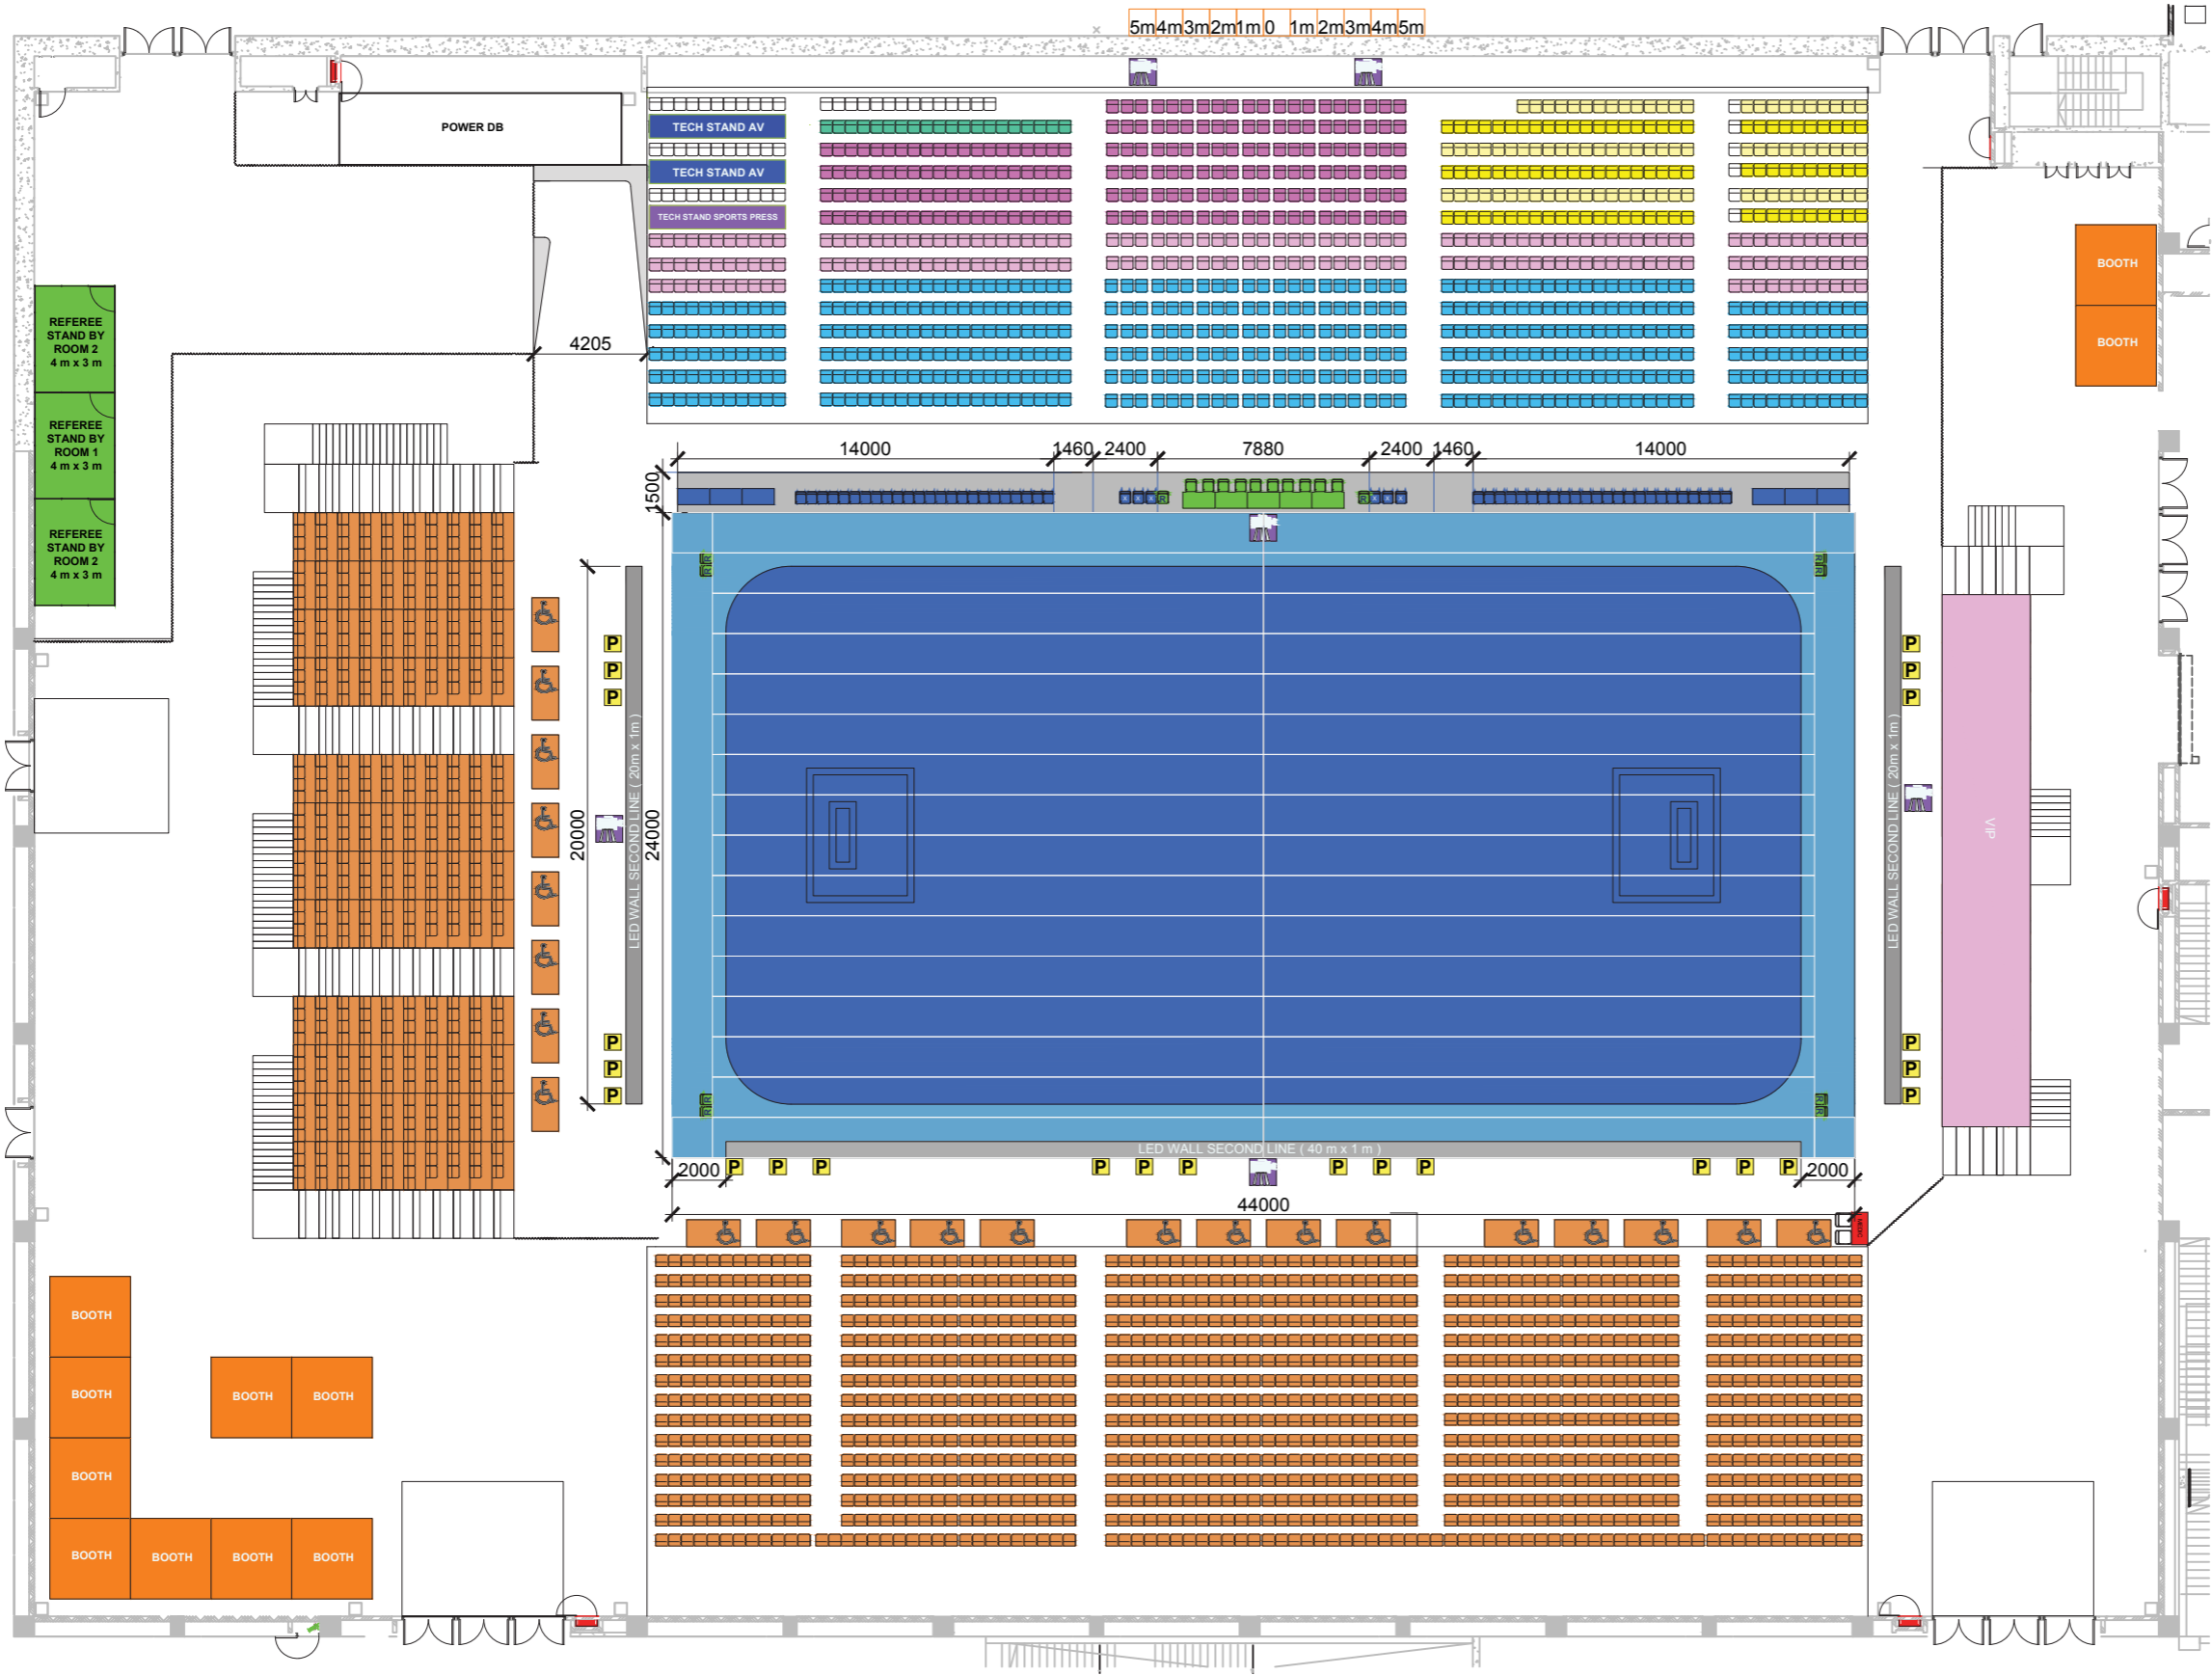 5m 4m 3m 2m 1m 0 1m 2m 3m 4m 5m
POWER DB
TECH STAND AV
TECH STAND AV
TECH STAND SPORTS PRESS
BOOTH
BOOTH
REFEREE
STAND BY
ROOM 2
4 m x 3 m
REFEREE
STAND BY
ROOM 1
4 m x 3 m
REFEREE
STAND BY
ROOM 2
4 m x 3 m
4205
14000 1460 2400 7880 2400 1460 14000
1500
R R
R R
R R
P
P
P
P
P
P
LED WALL SECOND LINE ( 20m x 1m )
20000
24000
LED WALL SECOND LINE ( 20m x 1m )
VIP
P
P
P
P
P
P
R R
R R
LED WALL SECOND LINE ( 40 m x 1 m )
2000 P P P P P P P P P P P P 2000
44000
MEDIC
BOOTH
BOOTH
BOOTH BOOTH
BOOTH
BOOTH BOOTH BOOTH BOOTH